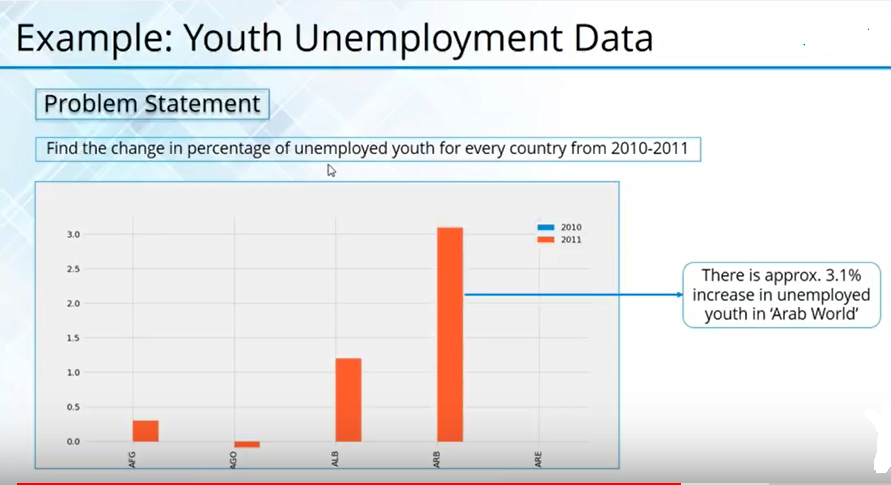 Example: Youth Unemployment Data
Problem Statement
Find the change in percentage of unemployed youth for every country from 2010-2011
3.0
2.5
2.0
1.5
1.0
0.5
0.0
2010
2011
AFG
AGO
ALB
ARB
ARE
There is approx. 3.1%
increase in unemployed
youth in ‘Arab World’